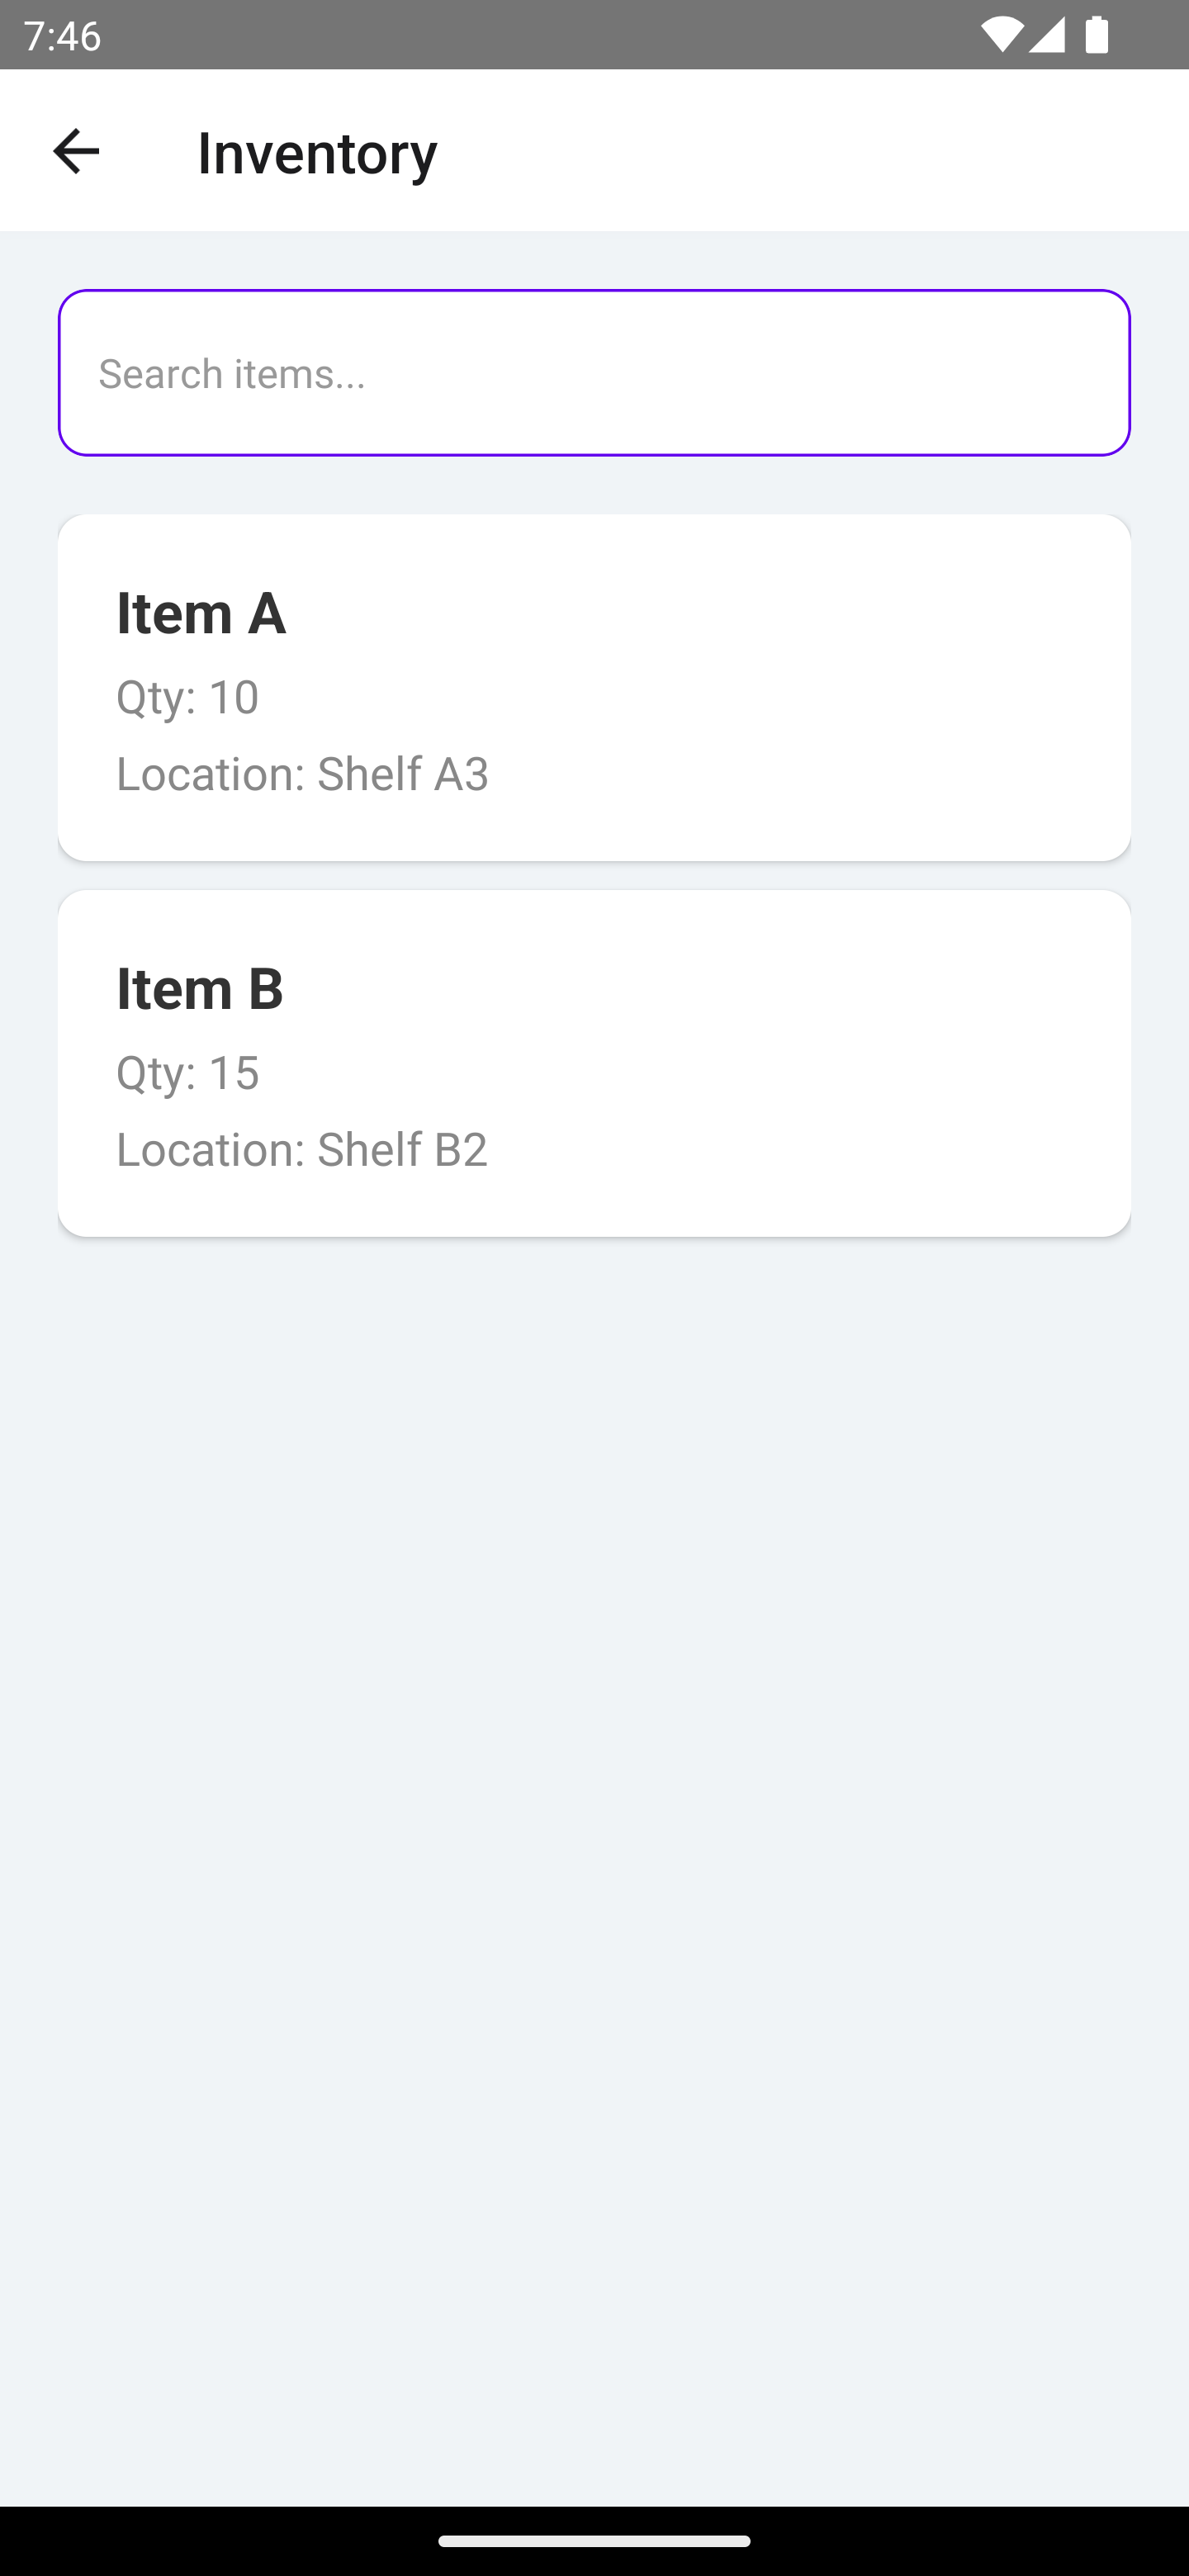 7:46
Inventory
Search items...
Item A
Qty: 10
Location: Shelf A3
Item B
Qty: 15
Location: Shelf B2